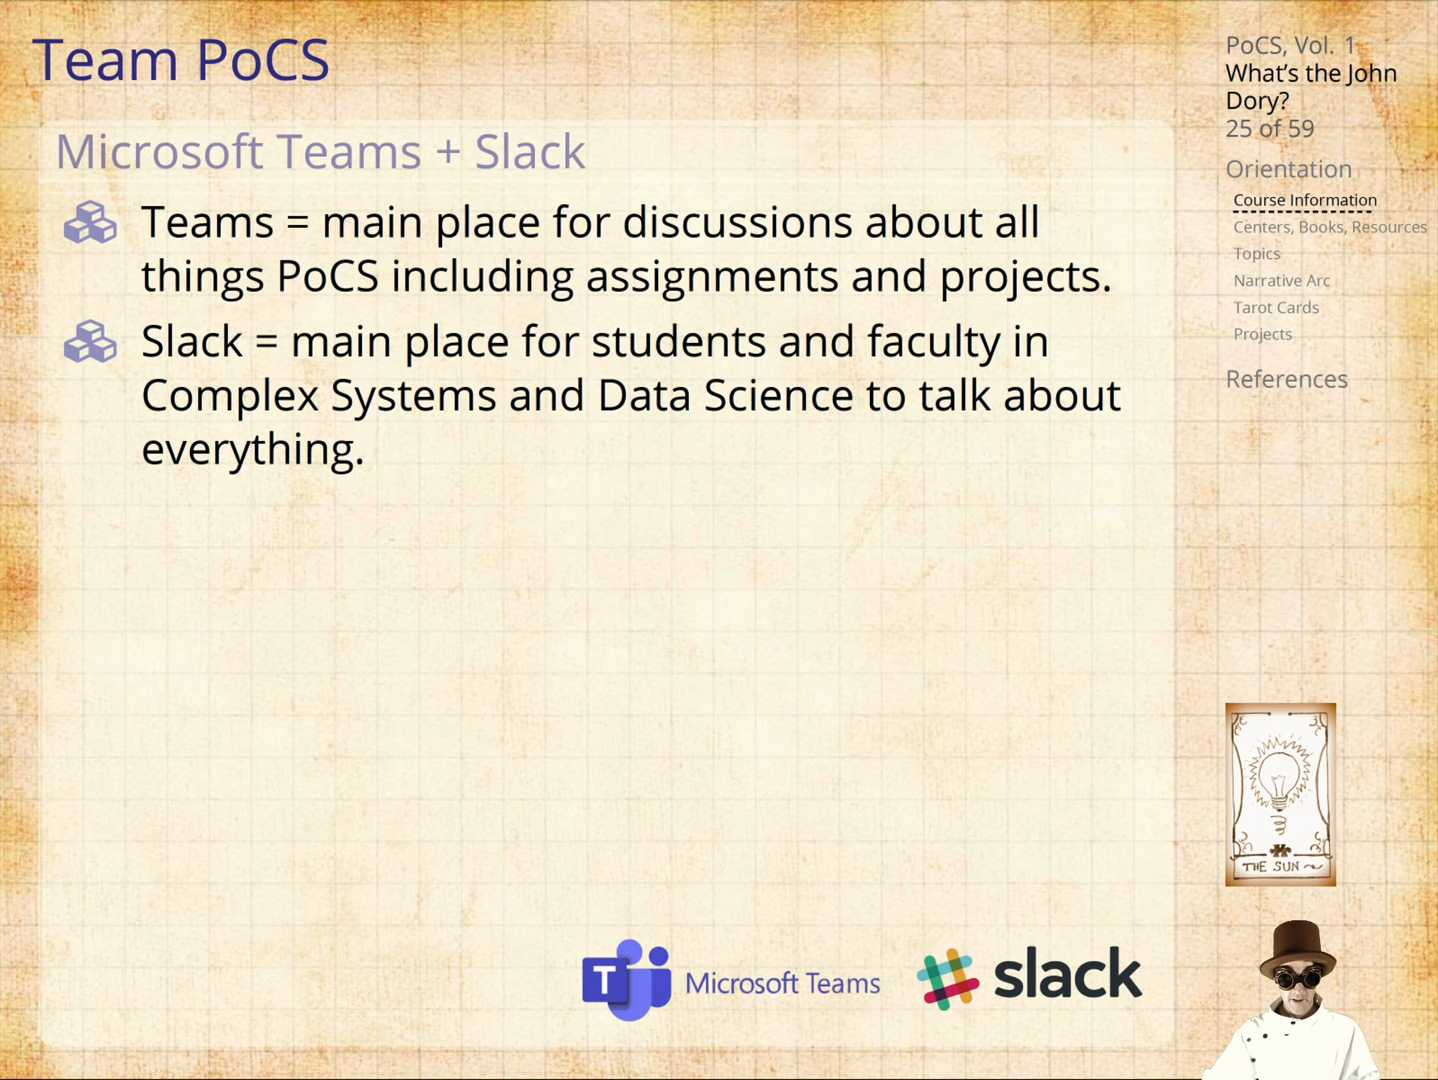 Team PoCS
Microsoft Teams + Slack
Teams = main place for discussions about all
things PoCS including assignments and projects.
Slack = main place for students and faculty in
Complex Systems and Data Science to talk about
everything.
T
Microsoft Teams
slack
PoCS, Vol. 1
What's the John
Dory?
25 of 59
Orientation
Course Information
Centers, Books, Resources
Topics
Narrative Arc
Tarot Cards
Projects
References
THE SUN